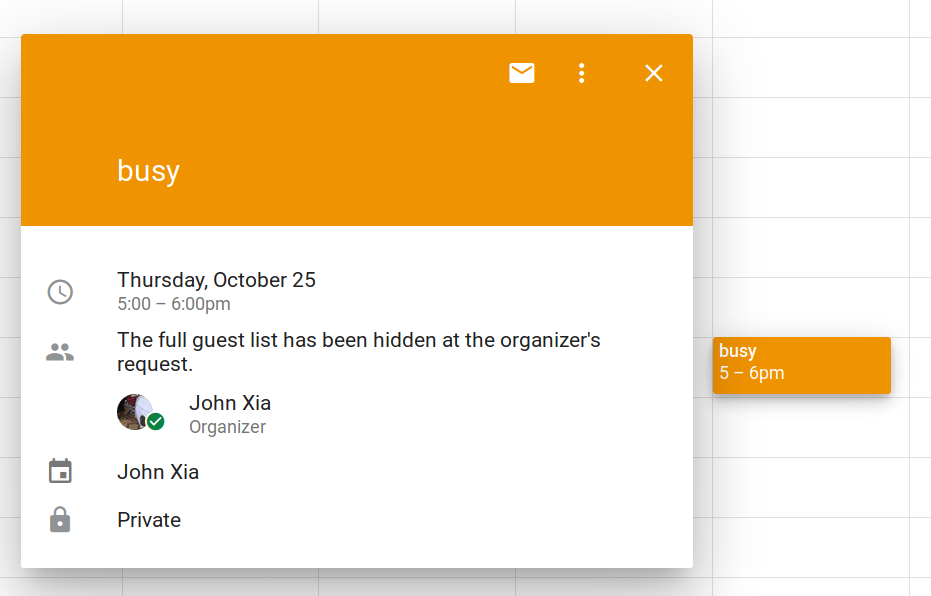 busy
Thursday, October 25
5:00 – 6:00pm
The full guest list has been hidden at the organizer's
request.
John Xia
Organizer
John Xia
Private
busy
5 – 6pm